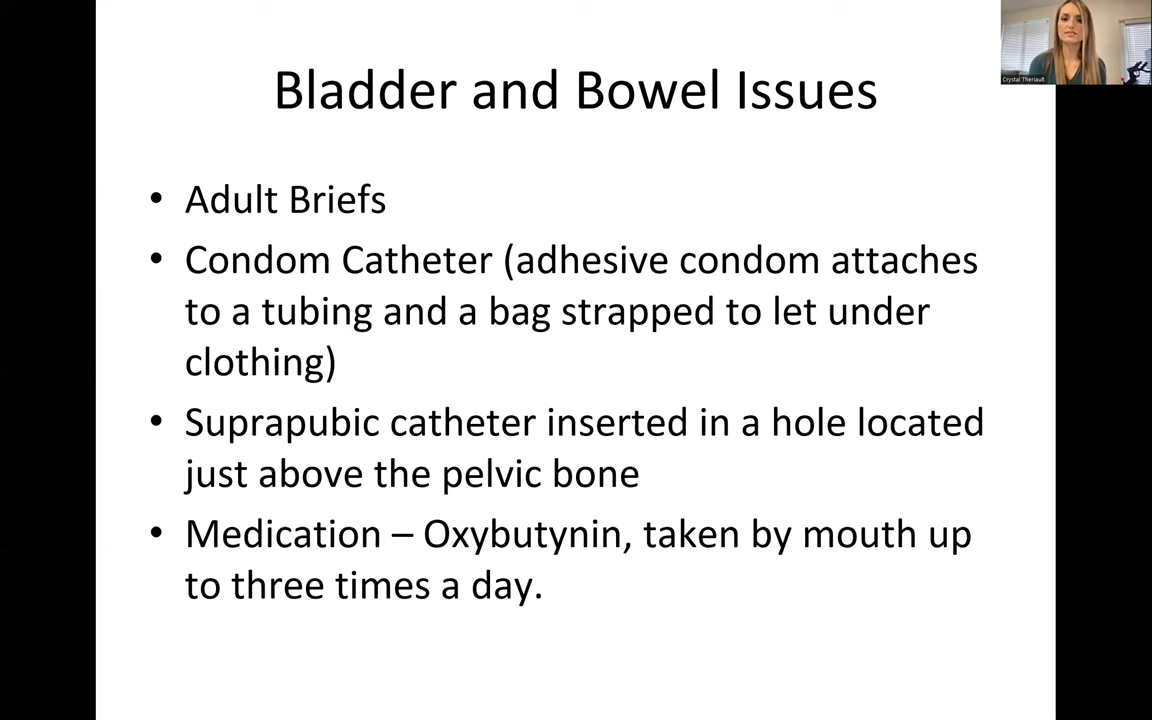 Crystal Theriault
Bladder and Bowel Issues
• Adult Briefs
• Condom Catheter (adhesive condom attaches
to a tubing and a bag strapped to let under
clothing)
• Suprapubic catheter inserted in a hole located
just above the pelvic bone
• Medication – Oxybutynin, taken by mouth up
to three times a day.